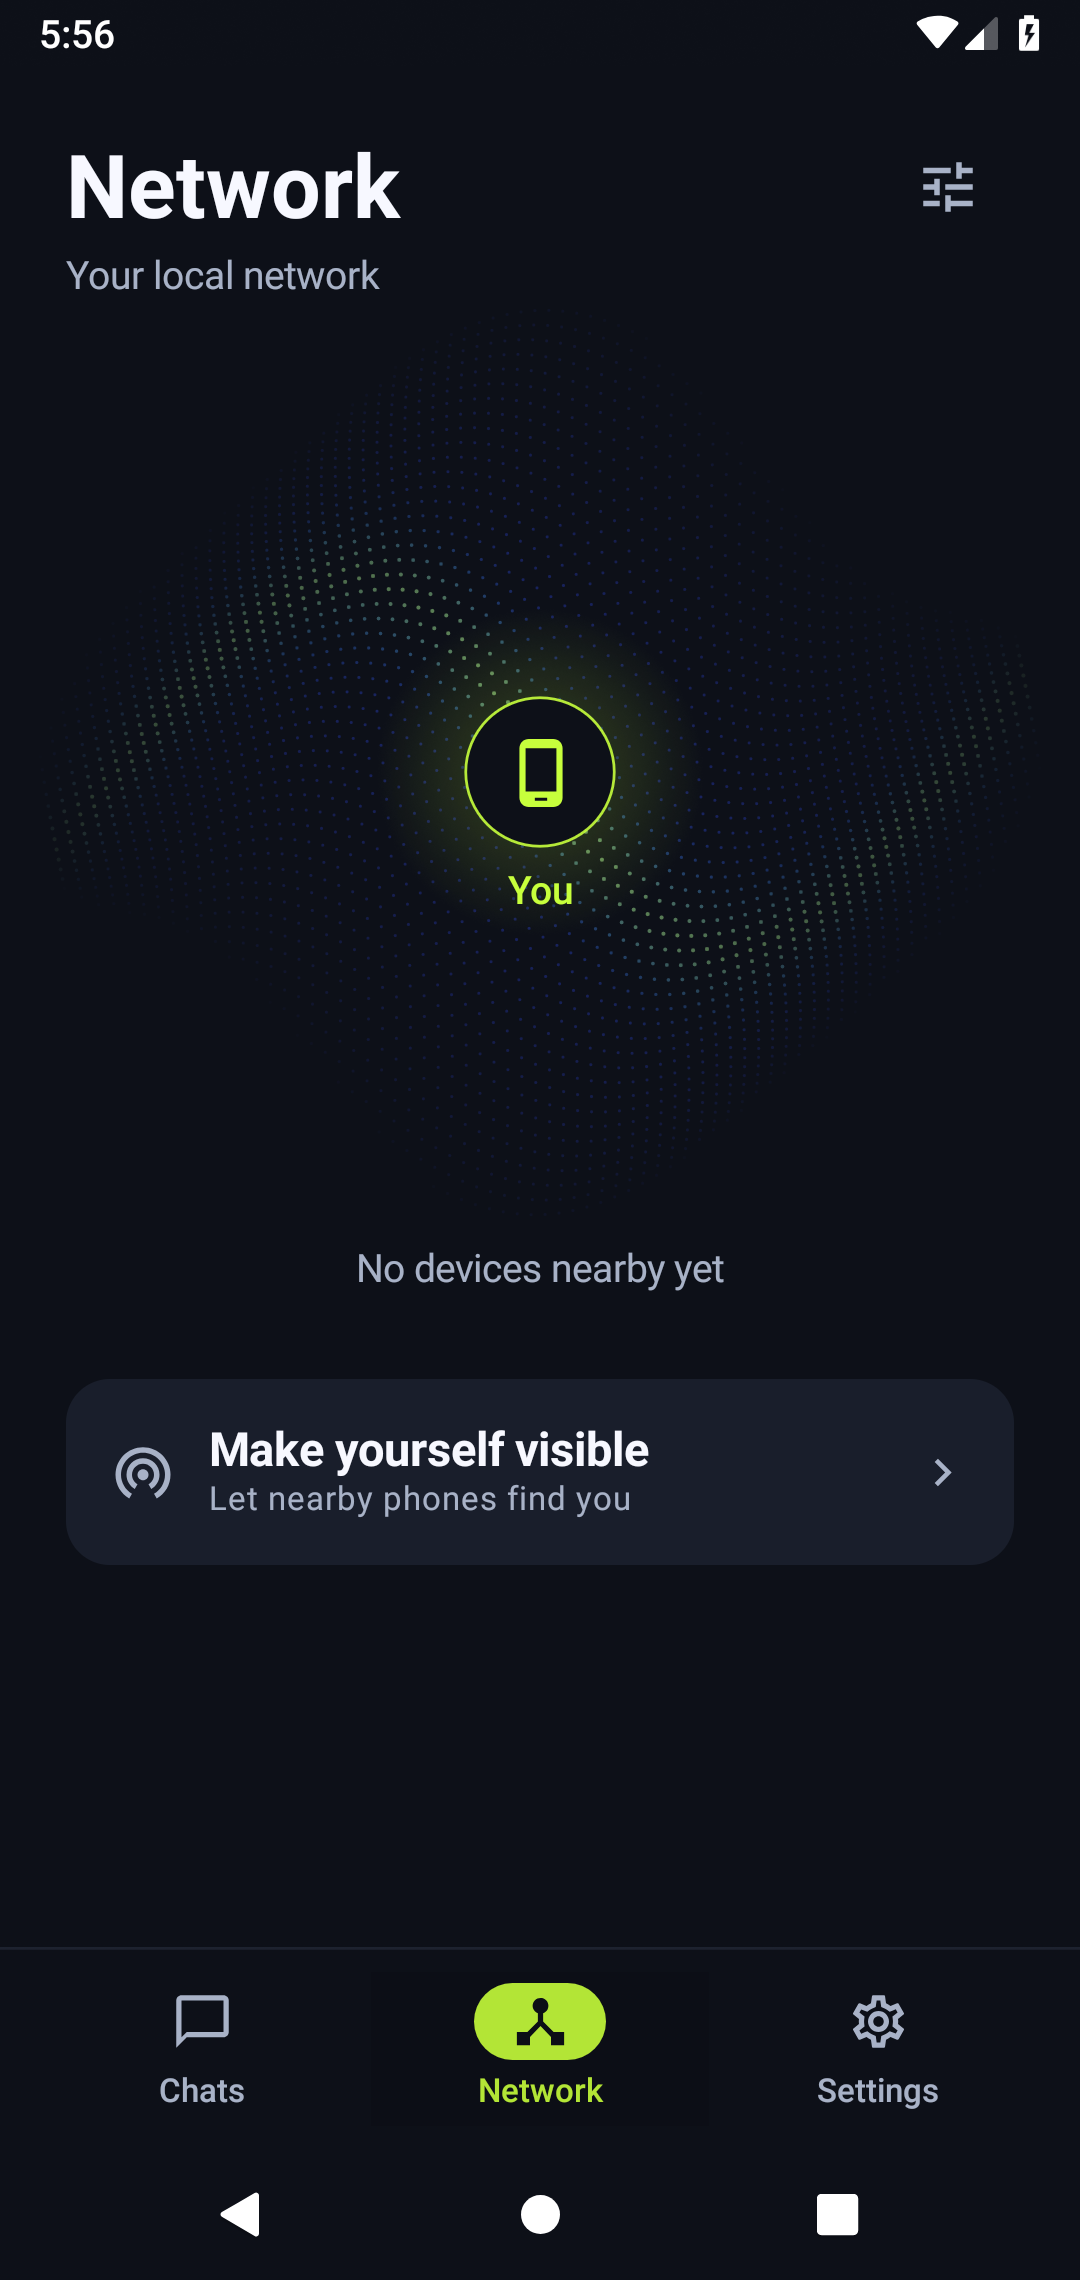 5:56
Network
Your local network
You
No devices nearby yet
Make yourself visible
Let nearby phones find you
Chats
Network
Settings